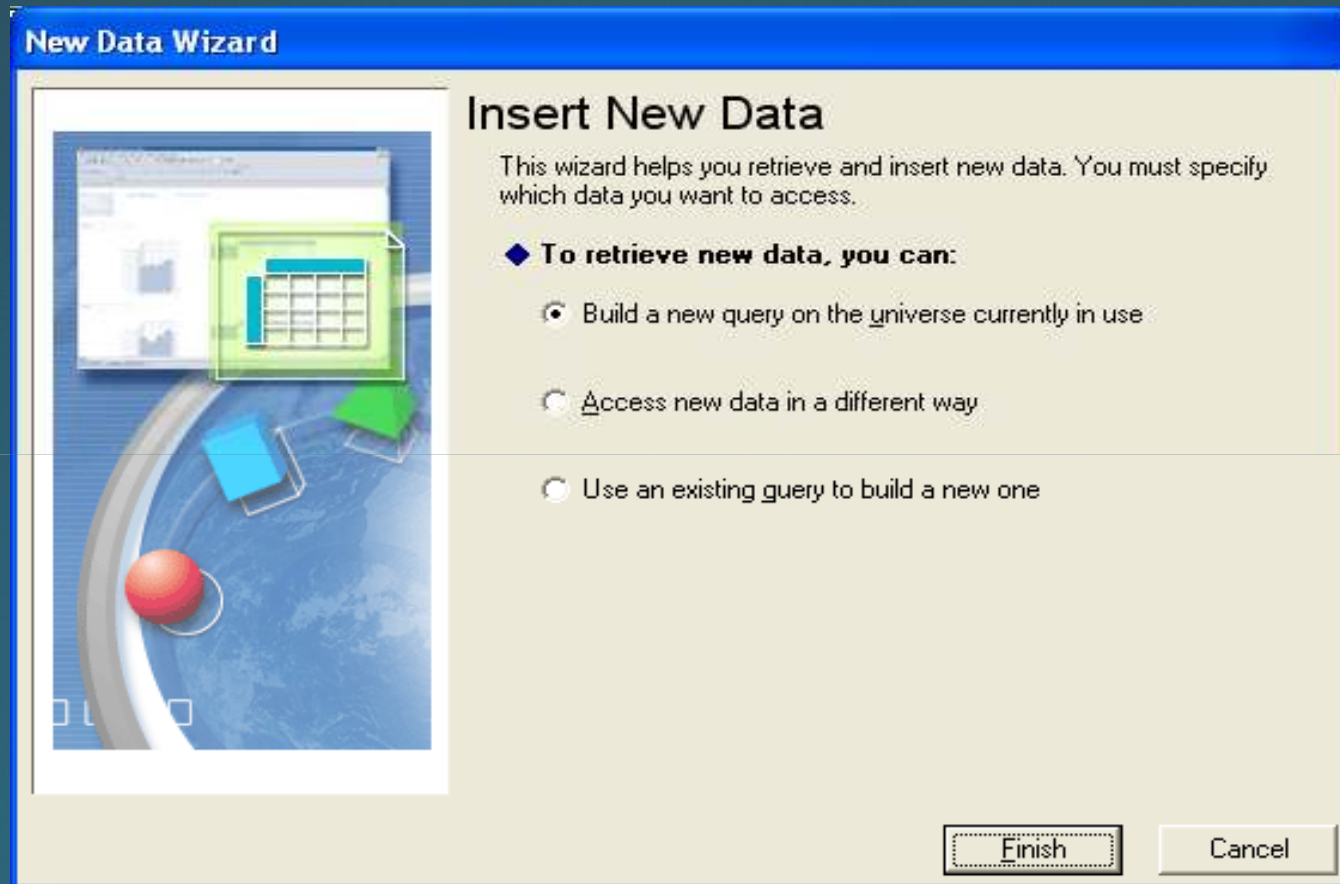 New Data Wizard
Insert New Data
This wizard helps you retrieve and insert new data. You must specify
which data you want to access.
To retrieve new data, you can:
Build a new query on the universe currently in use
Access new data in a different way
Use an existing query to build a new one
Finish
Cancel